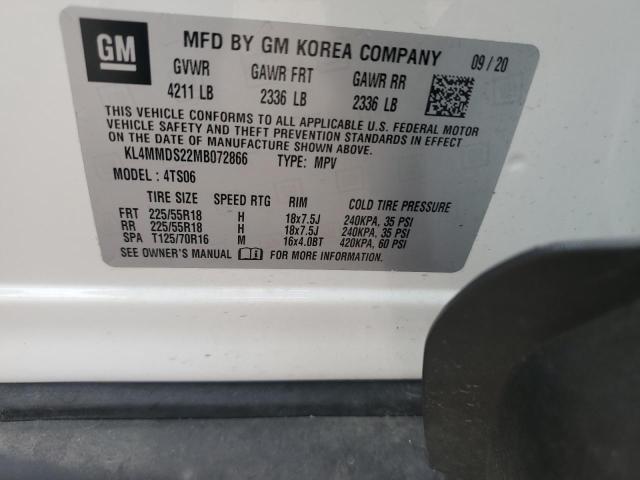 GM
MFD BY GM KOREA COMPANY 09/20
GVWR GAWR FRT GAWR RR
4211 LB 2336 LB 2336 LB
THIS VEHICLE CONFORMS TO ALL APPLICABLE U.S. FEDERAL MOTOR
VEHICLE SAFETY AND THEFT PREVENTION STANDARDS IN EFFECT
ON THE DATE OF MANUFACTURE SHOWN ABOVE.
KL4MMDS22MB072866 TYPE: MPV
MODEL: 4TS06
TIRE SIZE SPEED RTG RIM COLD TIRE PRESSURE
FRT 225/55R18 H 18x7.5J 240KPA, 35 PSI
RR 225/55R18 H 18x7.5J 240KPA, 35 PSI
SPA T125/70R16 M 16x4.0BT 420KPA, 60 PSI
SEE OWNER'S MANUAL FOR MORE INFORMATION.